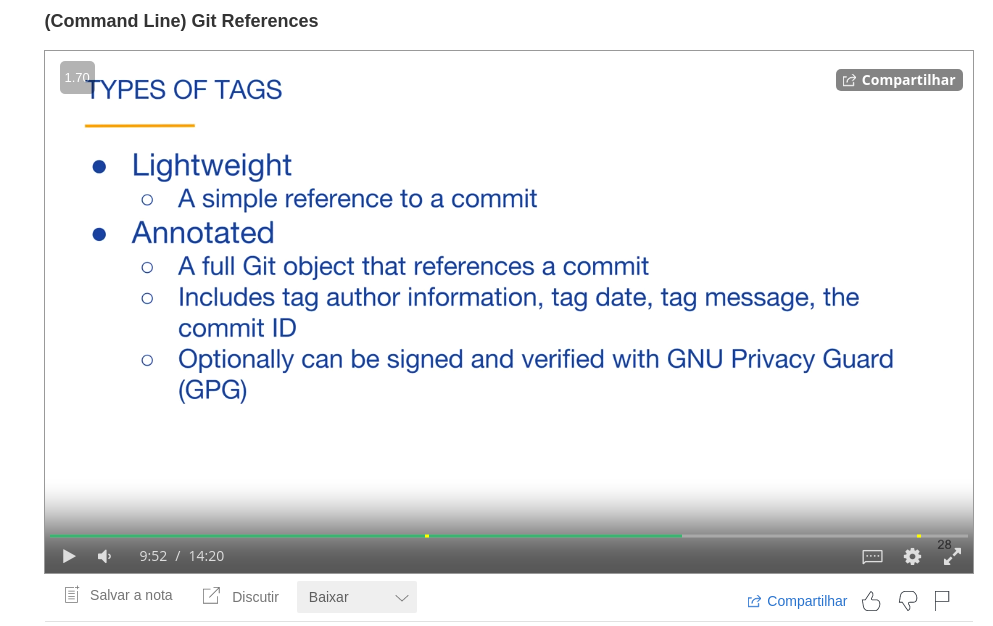 (Command Line) Git References
1.70
TYPES OF TAGS
Compartilhar
● Lightweight
○ A simple reference to a commit
● Annotated
○ A full Git object that references a commit
○ Includes tag author information, tag date, tag message, the
commit ID
○ Optionally can be signed and verified with GNU Privacy Guard
(GPG)
28
9:52 / 14:20
Salvar a nota
Discutir
Baixar
Compartilhar